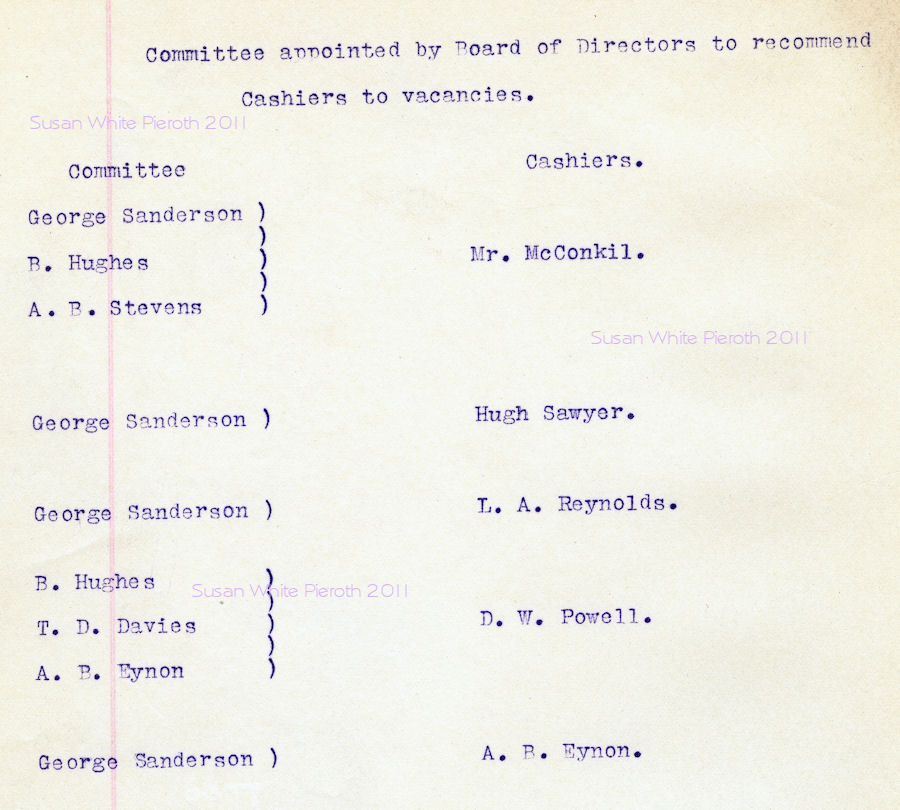 Committee appointed by Board of Directors to recommend
Cashiers to vacancies.
Susan White Pieroth 2011
Committee Cashiers.
George Sanderson )
)
B. Hughes ) Mr. McConkil.
)
A. B. Stevens )
Susan White Pieroth 2011
George Sanderson ) Hugh Sawyer.
George Sanderson ) L. A. Reynolds.
B. Hughes )
Susan White Pieroth 2011
)
T. D. Davies ) D. W. Powell.
)
A. B. Eynon )
George Sanderson ) A. B. Eynon.